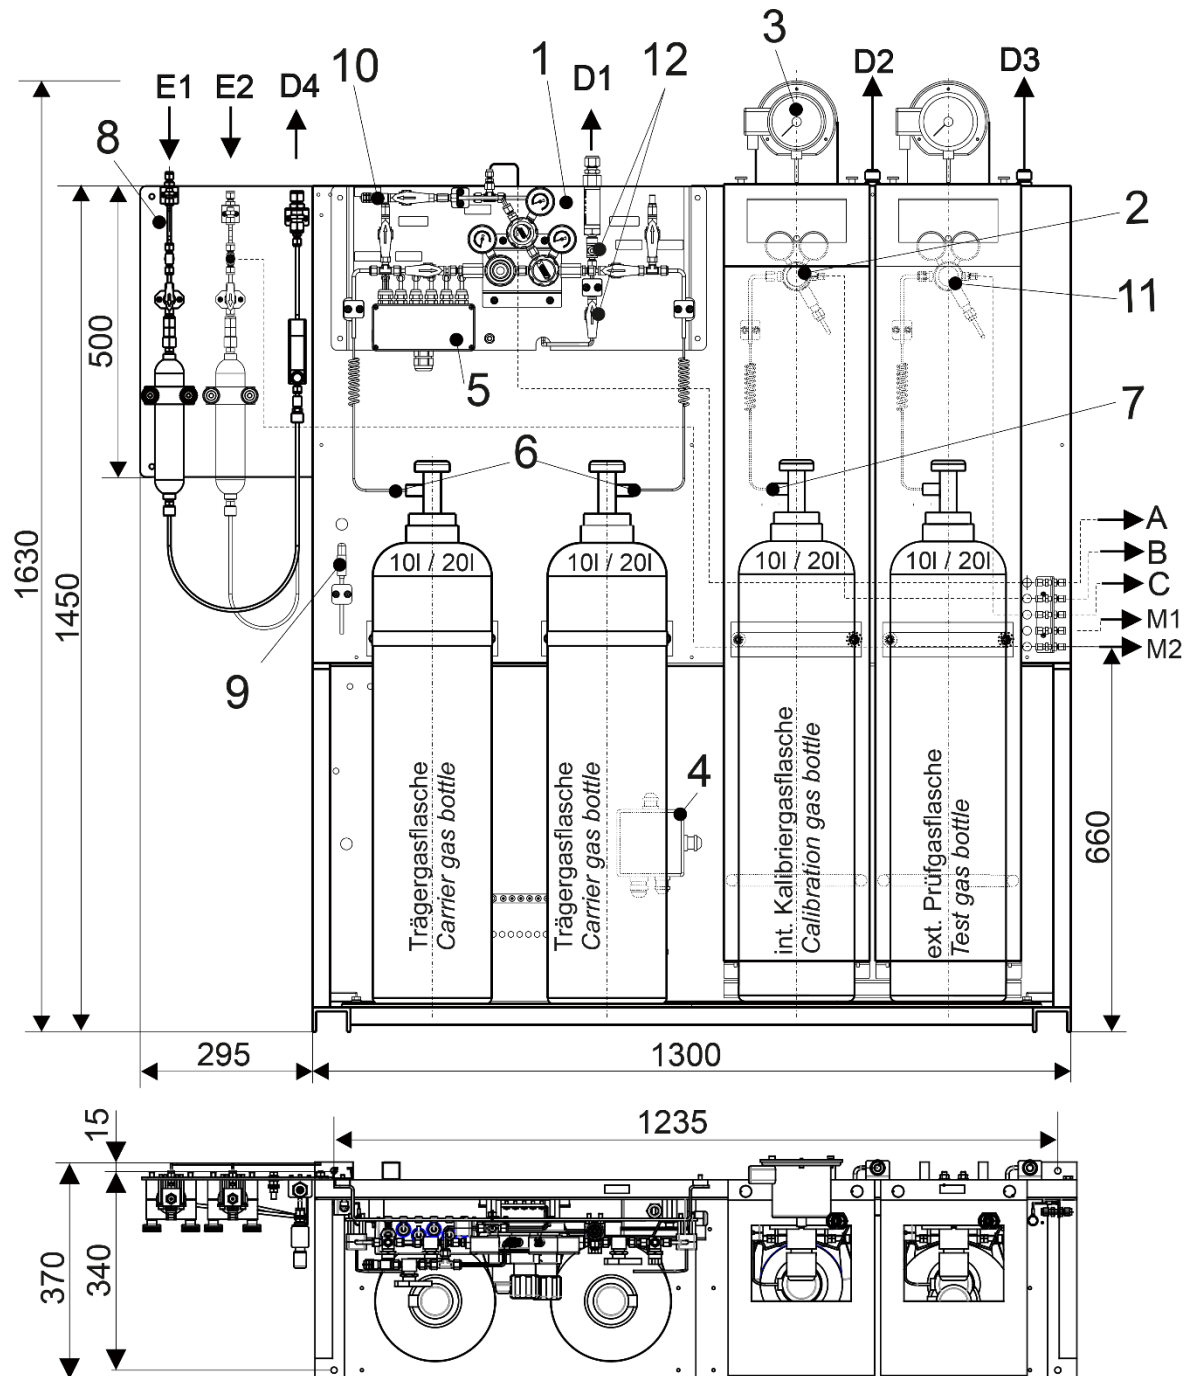 3
D2
D3
10
1
D1
12
E1
E2
D4
8
2
11
5
7
6
500
1630
1450
10l / 20l
10l / 20l
10l / 20l
10l / 20l
A
B
C
M1
M2
9
4
Trägergasflasche
Carrier gas bottle
Trägergasflasche
Carrier gas bottle
int. Kalibriergasflasche
Calibration gas bottle
ext. Prüfgasflasche
Test gas bottle
660
295
1300
15
1235
370
340